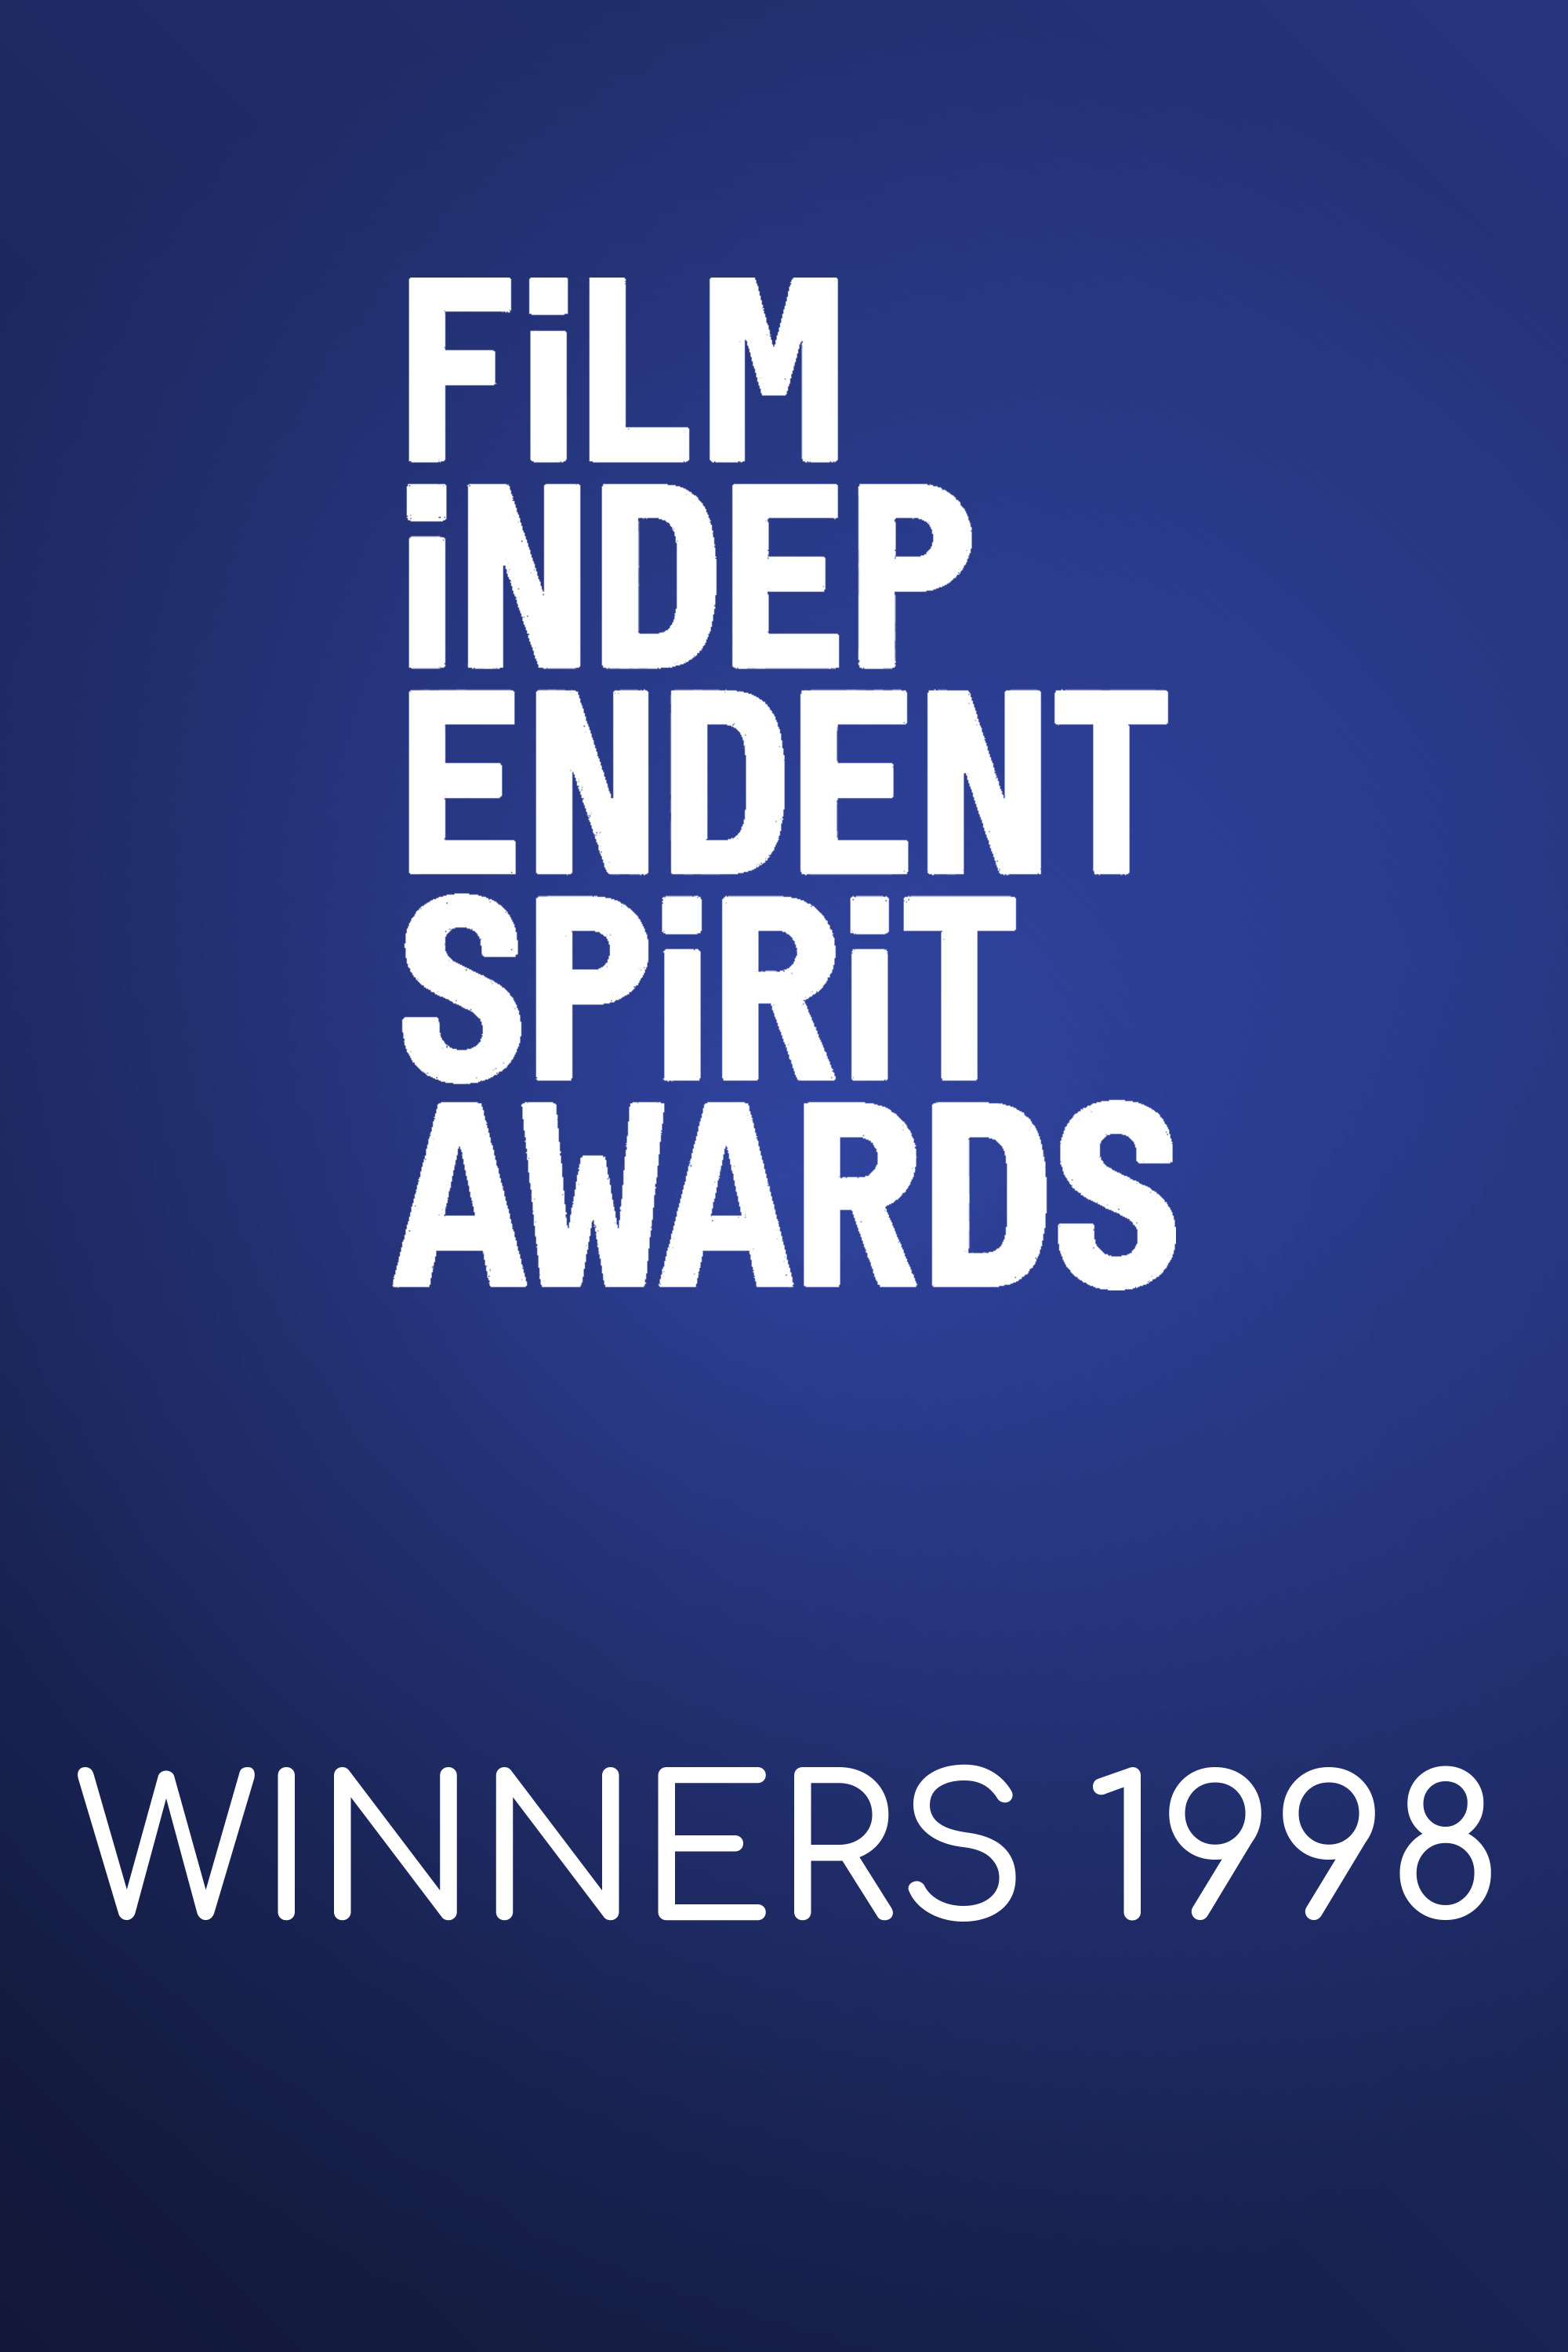 FiLM
iNDEP
ENDENT
SPiRiT
AWARDS
WINNERS 1998